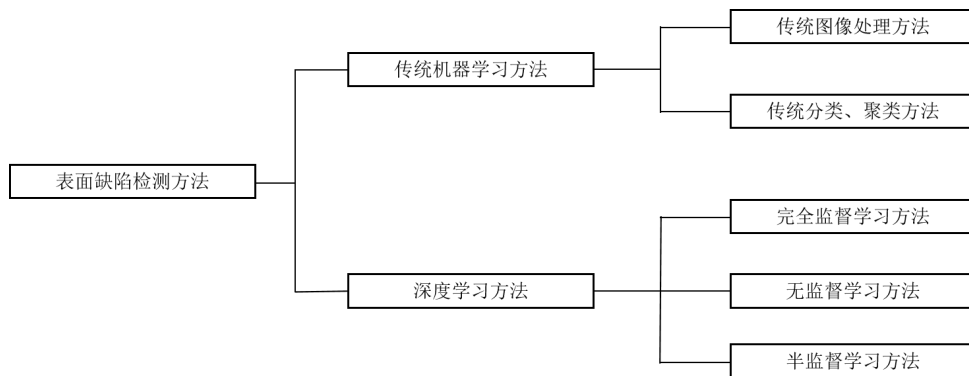 传统图像处理方法
传统机器学习方法
传统分类、聚类方法
表面缺陷检测方法
完全监督学习方法
深度学习方法
无监督学习方法
半监督学习方法